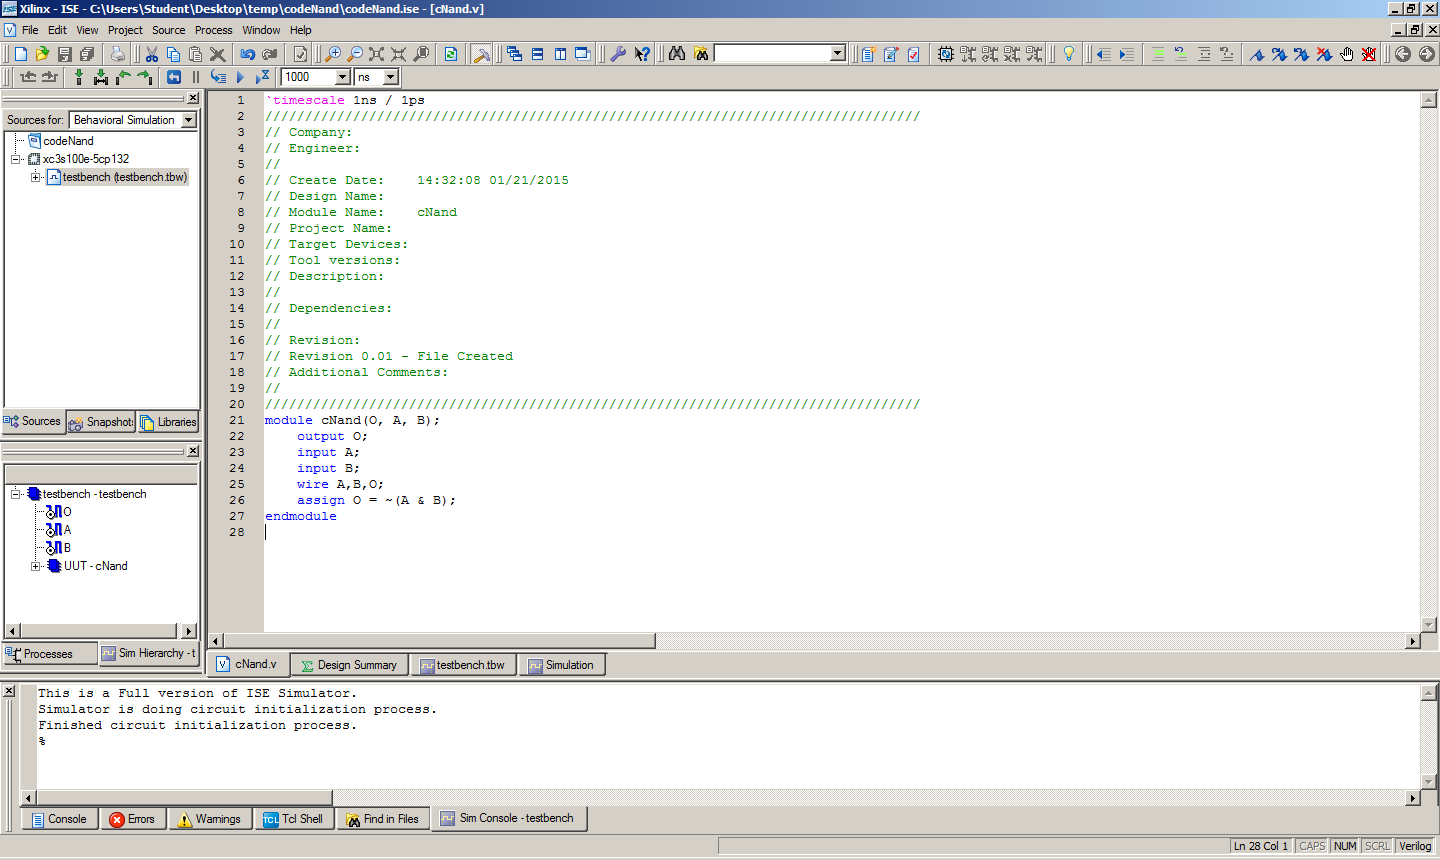 Xilinx - ISE - C:\Users\Student\Desktop\temp\codeNand\codeNand.ise - [cNand.v]
File Edit View Project Source Process Window Help
1000 ns
Sources for: Behavioral Simulation
codeNand
xc3s100e-5cp132
testbench (testbench.tbw)
Sources Snapshot Libraries
testbench - testbench
O
A
B
UUT - cNand
Processes Sim Hierarchy - t
1 `timescale 1ns / 1ps
2 //////////////////////////////////////////////////////////////////////////////////
3 // Company:
4 // Engineer:
5 //
6 // Create Date:    14:32:08 01/21/2015
7 // Design Name:
8 // Module Name:    cNand
9 // Project Name:
10 // Target Devices:
11 // Tool versions:
12 // Description:
13 //
14 // Dependencies:
15 //
16 // Revision:
17 // Revision 0.01 - File Created
18 // Additional Comments:
19 //
20 //////////////////////////////////////////////////////////////////////////////////
21 module cNand(O, A, B);
22     output O;
23     input A;
24     input B;
25     wire A,B,O;
26     assign O = ~(A & B);
27 endmodule
28
cNand.v Design Summary testbench.tbw Simulation
This is a Full version of ISE Simulator.
Simulator is doing circuit initialization process.
Finished circuit initialization process.
%
Console Errors Warnings TCL Tcl Shell Find in Files Sim Console - testbench
Ln 28 Col 1 CAPS NUM SCRL Verilog